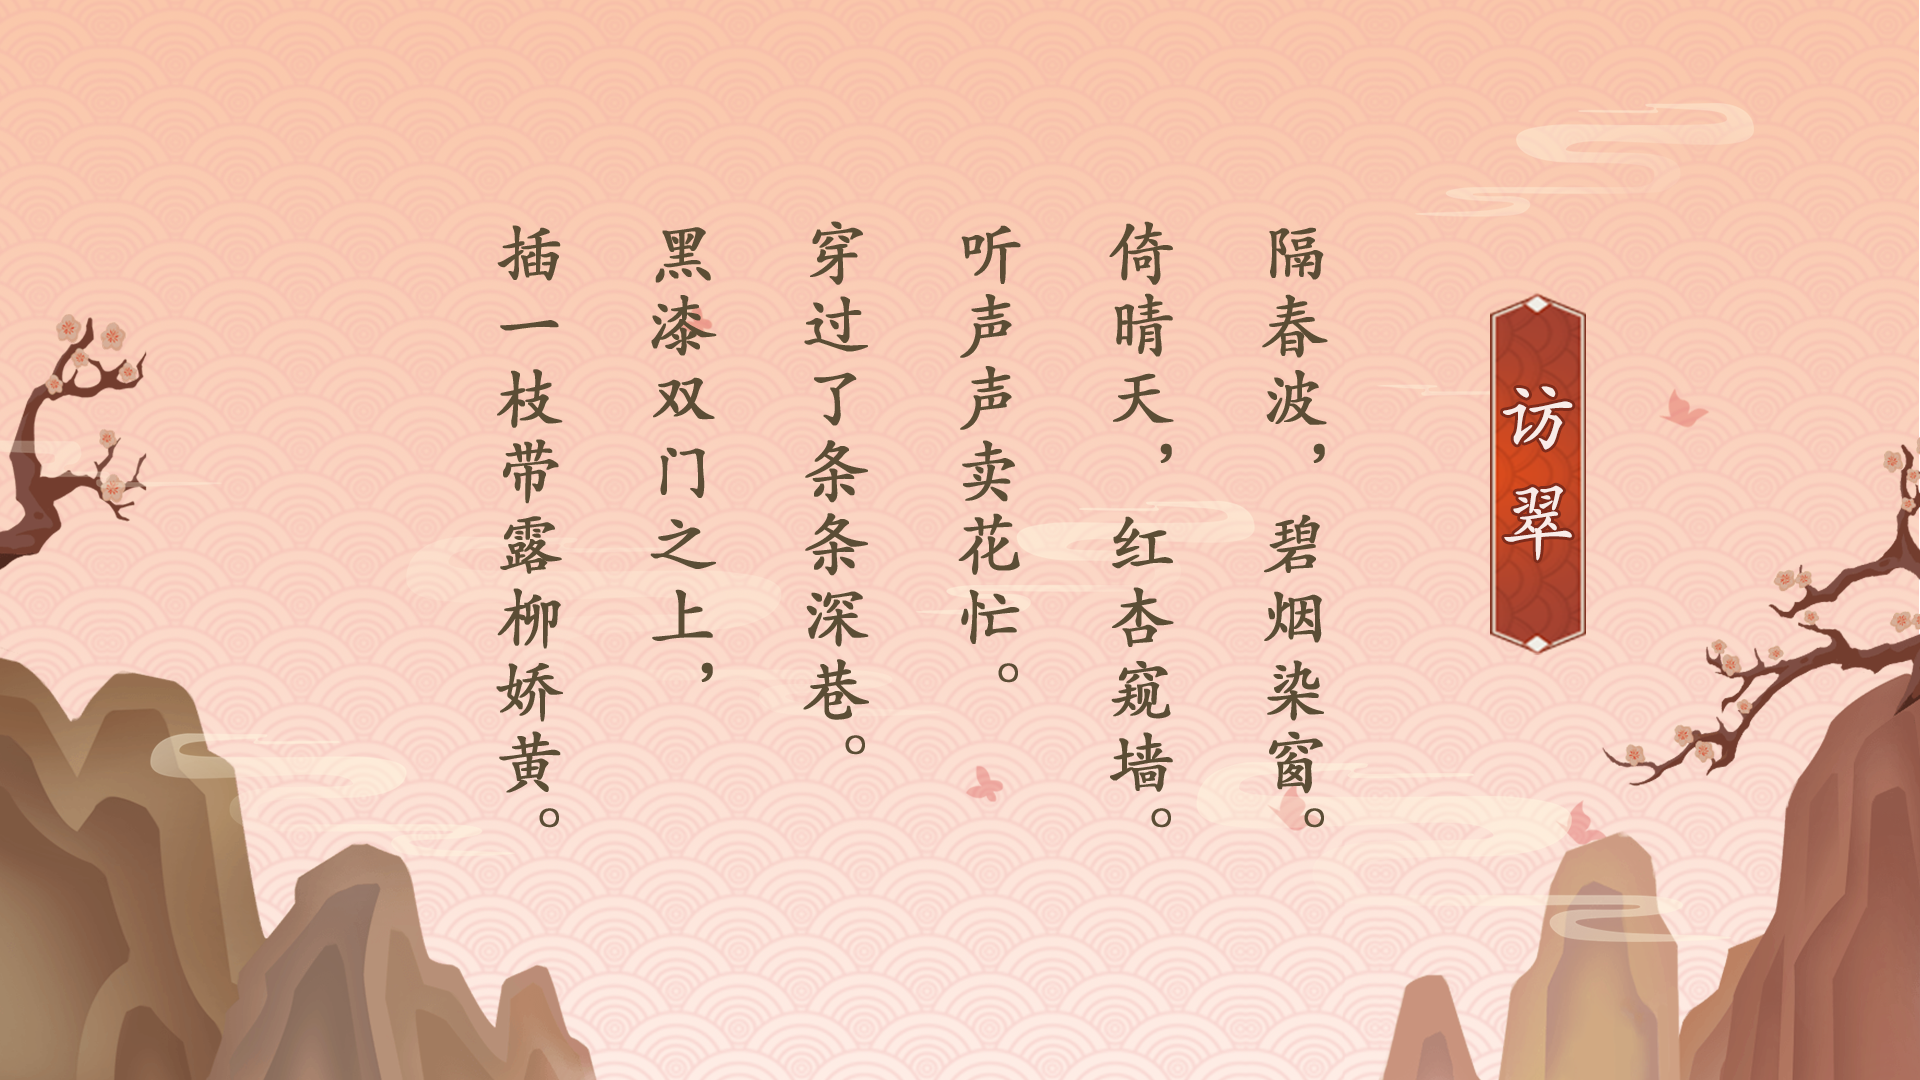 访翠
隔春波，碧烟染窗。
倚晴天，红杏窥墙。
听声声卖花忙。
穿过了条条深巷。
黑漆双门之上，
插一枝带露柳娇黄。